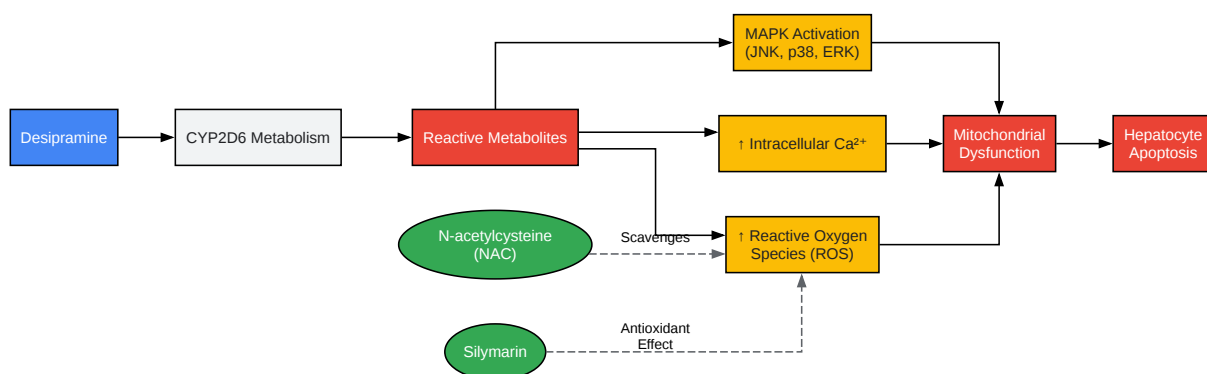 MAPK Activation
(JNK, p38, ERK)
Desipramine
CYP2D6 Metabolism
Reactive Metabolites
↑ Intracellular Ca²⁺
Mitochondrial
Dysfunction
Hepatocyte
Apoptosis
N-acetylcysteine
(NAC)
Scavenges
↑ Reactive Oxygen
Species (ROS)
Silymarin
Antioxidant
Effect